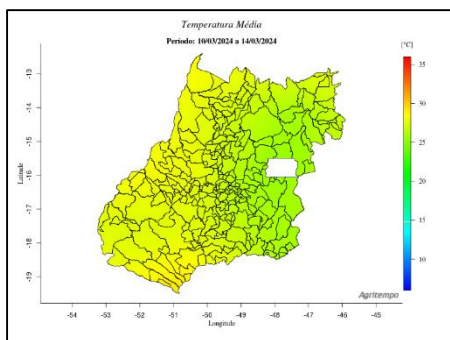 Temperatura Média
Período: 10/03/2024 a 14/03/2024
[°C]
35
30
25
20
15
10
-13
-14
-15
-16
-17
-18
-19
Latitude
-54 -53 -52 -51 -50 -49 -48 -47 -46 -45
Longitude
Agritempo